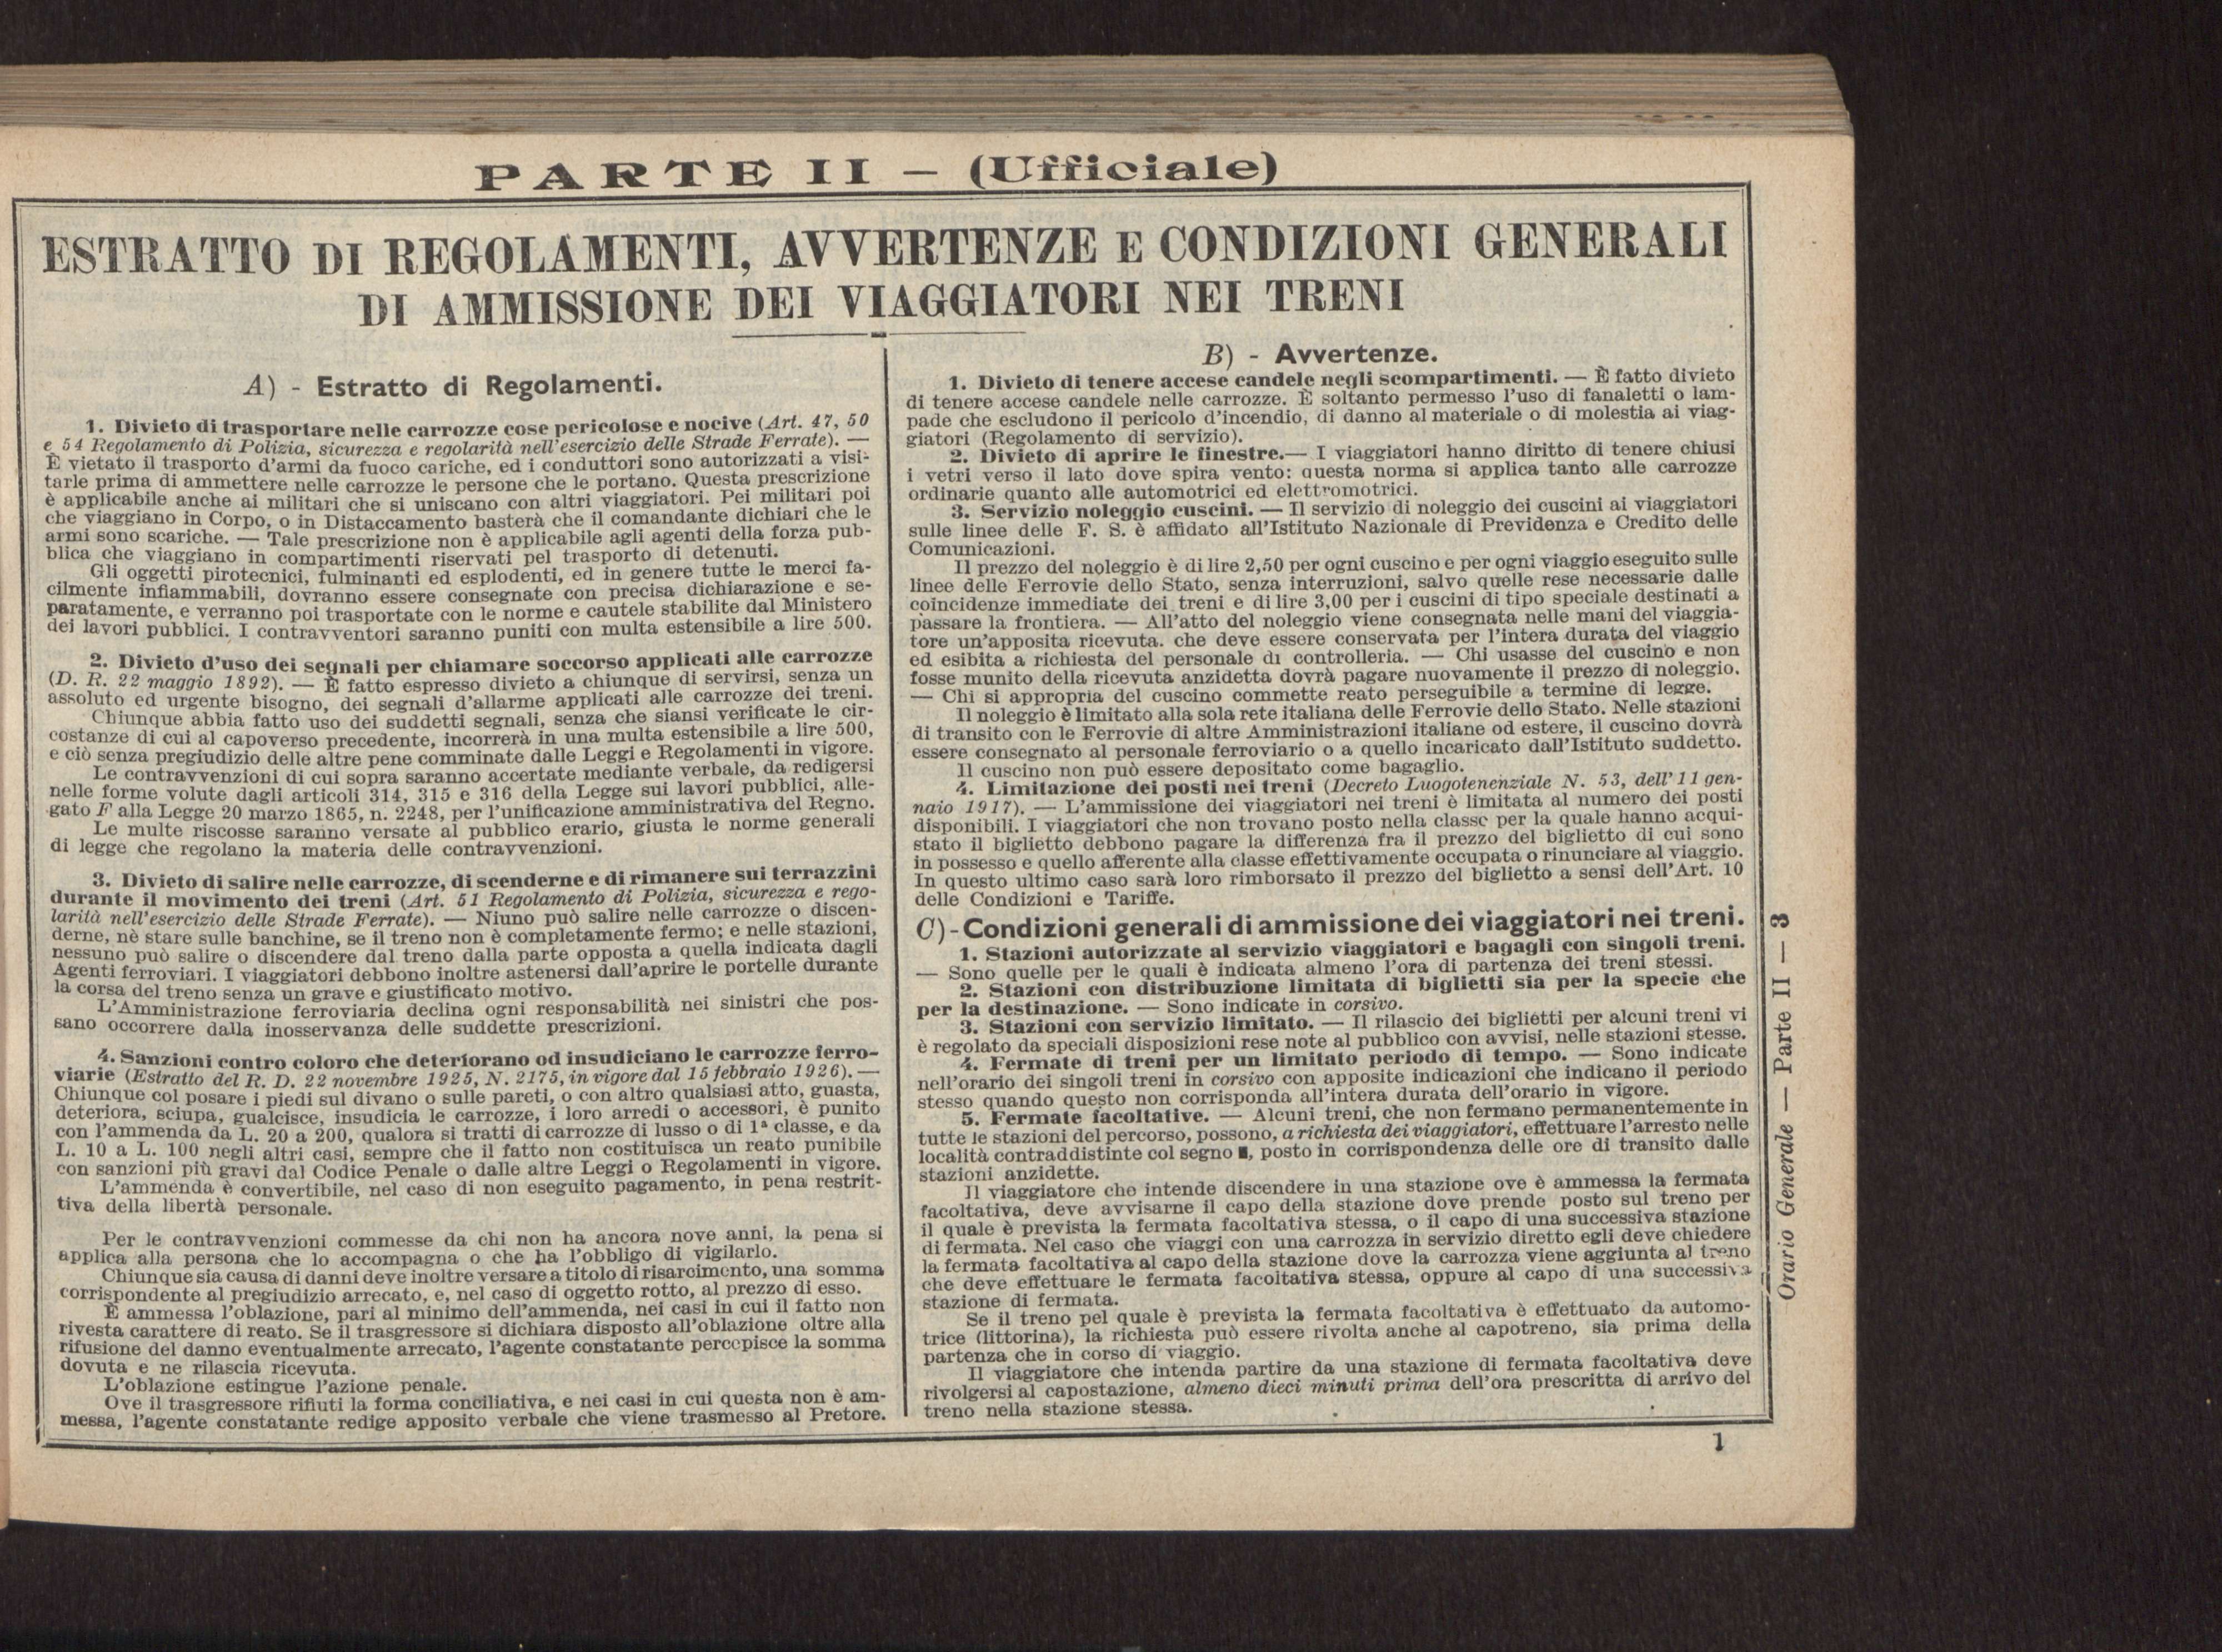 PARTE II — (Ufficiale)
ESTRATTO DI REGOLAMENTI, AVVERTENZE E CONDIZIONI GENERALI
DI AMMISSIONE DEI VIAGGIATORI NEI TRENI
A) - Estratto di Regolamenti.
1. Divieto di trasportare nelle carrozze cose pericolose e nocive (Art. 47, 50
e 54 Regolamento di Polizia, sicurezza e regolarità nell'esercizio delle Strade Ferrate). —
È vietato il trasporto d'armi da fuoco cariche, ed i conduttori sono autorizzati a visi-
tarle prima di ammettere nelle carrozze le persone che le portano. Questa prescrizione
è applicabile anche ai militari che si uniscano con altri viaggiatori. Pei militari poi
che viaggiano in Corpo, o in Distaccamento basterà che il comandante dichiari che le
armi sono scariche. — Tale prescrizione non è applicabile agli agenti della forza pub-
blica che viaggiano in compartimenti riservati pel trasporto di detenuti.
Gli oggetti pirotecnici, fulminanti ed esplodenti, ed in genere tutte le merci fa-
cilmente infiammabili, dovranno essere consegnate con precisa dichiarazione e se-
paratamente, e verranno poi trasportate con le norme e cautele stabilite dal Ministero
dei lavori pubblici. I contravventori saranno puniti con multa estensibile a lire 500.
2. Divieto d'uso dei segnali per chiamare soccorso applicati alle carrozze
(D. R. 22 maggio 1892). — È fatto espresso divieto a chiunque di servirsi, senza un
assoluto ed urgente bisogno, dei segnali d'allarme applicati alle carrozze dei treni.
Chiunque abbia fatto uso dei suddetti segnali, senza che siansi verificate le cir-
costanze di cui al capoverso precedente, incorrerà in una multa estensibile a lire 500,
e ciò senza pregiudizio delle altre pene comminate dalle Leggi e Regolamenti in vigore.
Le contravvenzioni di cui sopra saranno accertate mediante verbale, da redigersi
nelle forme volute dagli articoli 314, 315 e 316 della Legge sui lavori pubblici, alle-
gato F alla Legge 20 marzo 1865, n. 2248, per l'unificazione amministrativa del Regno.
Le multe riscosse saranno versate al pubblico erario, giusta le norme generali
di legge che regolano la materia delle contravvenzioni.
3. Divieto di salire nelle carrozze, di scenderne e di rimanere sui terrazzini
durante il movimento dei treni (Art. 51 Regolamento di Polizia, sicurezza e rego-
larità nell'esercizio delle Strade Ferrate). — Niuno può salire nelle carrozze o discen-
derne, nè stare sulle banchine, se il treno non è completamente fermo; e nelle stazioni,
nessuno può salire o discendere dal treno dalla parte opposta a quella indicata dagli
Agenti ferroviari. I viaggiatori debbono inoltre astenersi dall'aprire le portelle durante
la corsa del treno senza un grave e giustificato motivo.
L'Amministrazione ferroviaria declina ogni responsabilità nei sinistri che pos-
sano occorrere dalla inosservanza delle suddette prescrizioni.
4. Sanzioni contro coloro che deteriorano od insudiciano le carrozze ferro-
viarie (Estratto del R. D. 22 novembre 1925, N. 2175, in vigore dal 15 febbraio 1926). —
Chiunque col posare i piedi sul divano o sulle pareti, o con altro qualsiasi atto, guasta,
deteriora, sciupa, gualcisce, insudicia le carrozze, i loro arredi o accessori, è punito
con l'ammenda da L. 20 a 200, qualora si tratti di carrozze di lusso o di 1ª classe, e da
L. 10 a L. 100 negli altri casi, sempre che il fatto non costituisca un reato punibile
con sanzioni più gravi dal Codice Penale o dalle altre Leggi o Regolamenti in vigore.
L'ammenda è convertibile, nel caso di non eseguito pagamento, in pena restrit-
tiva della libertà personale.
Per le contravvenzioni commesse da chi non ha ancora nove anni, la pena si
applica alla persona che lo accompagna o che ha l'obbligo di vigilarlo.
Chiunque sia causa di danni deve inoltre versare a titolo di risarcimento, una somma
corrispondente al pregiudizio arrecato, e, nel caso di oggetto rotto, al prezzo di esso.
È ammessa l'oblazione, pari al minimo dell'ammenda, nei casi in cui il fatto non
rivesta carattere di reato. Se il trasgressore si dichiara disposto all'oblazione oltre alla
rifusione del danno eventualmente arrecato, l'agente constatante percepisce la somma
dovuta e ne rilascia ricevuta.
L'oblazione estingue l'azione penale.
Ove il trasgressore rifiuti la forma conciliativa, e nei casi in cui questa non è am-
messa, l'agente constatante redige apposito verbale che viene trasmesso al Pretore.
B) - Avvertenze.
1. Divieto di tenere accese candele negli scompartimenti. — È fatto divieto
di tenere accese candele nelle carrozze. È soltanto permesso l'uso di fanaletti o lam-
pade che escludono il pericolo d'incendio, di danno al materiale o di molestia ai viag-
giatori (Regolamento di servizio).
2. Divieto di aprire le finestre.— I viaggiatori hanno diritto di tenere chiusi
i vetri verso il lato dove spira vento: questa norma si applica tanto alle carrozze
ordinarie quanto alle automotrici ed elettromotrici.
3. Servizio noleggio cuscini. — Il servizio di noleggio dei cuscini ai viaggiatori
sulle linee delle F. S. è affidato all'Istituto Nazionale di Previdenza e Credito delle
Comunicazioni.
Il prezzo del noleggio è di lire 2,50 per ogni cuscino e per ogni viaggio eseguito sulle
linee delle Ferrovie dello Stato, senza interruzioni, salvo quelle rese necessarie dalle
coincidenze immediate dei treni e di lire 3,00 per i cuscini di tipo speciale destinati a
passare la frontiera. — All'atto del noleggio viene consegnata nelle mani del viaggia-
tore un'apposita ricevuta. che deve essere conservata per l'intera durata del viaggio
ed esibita a richiesta del personale di controlleria. — Chi usasse del cuscino e non
fosse munito della ricevuta anzidetta dovrà pagare nuovamente il prezzo di noleggio.
— Chi si appropria del cuscino commette reato perseguibile a termine di legge.
Il noleggio è limitato alla sola rete italiana delle Ferrovie dello Stato. Nelle stazioni
di transito con le Ferrovie di altre Amministrazioni italiane od estere, il cuscino dovrà
essere consegnato al personale ferroviario o a quello incaricato dall'Istituto suddetto.
Il cuscino non può essere depositato come bagaglio.
4. Limitazione dei posti nei treni (Decreto Luogotenenziale N. 53, dell'11 gen-
naio 1917). — L'ammissione dei viaggiatori nei treni è limitata al numero dei posti
disponibili. I viaggiatori che non trovano posto nella classe per la quale hanno acqui-
stato il biglietto debbono pagare la differenza fra il prezzo del biglietto di cui sono
in possesso e quello afferente alla classe effettivamente occupata o rinunciare al viaggio.
In questo ultimo caso sarà loro rimborsato il prezzo del biglietto a sensi dell'Art. 10
delle Condizioni e Tariffe.
C) - Condizioni generali di ammissione dei viaggiatori nei treni.
1. Stazioni autorizzate al servizio viaggiatori e bagagli con singoli treni.
— Sono quelle per le quali è indicata almeno l'ora di partenza dei treni stessi.
2. Stazioni con distribuzione limitata di biglietti sia per la specie che
per la destinazione. — Sono indicate in corsivo.
3. Stazioni con servizio limitato. — Il rilascio dei biglietti per alcuni treni vi
è regolato da speciali disposizioni rese note al pubblico con avvisi, nelle stazioni stesse.
4. Fermate di treni per un limitato periodo di tempo. — Sono indicate
nell'orario dei singoli treni in corsivo con apposite indicazioni che indicano il periodo
stesso quando questo non corrisponda all'intera durata dell'orario in vigore.
5. Fermate facoltative. — Alcuni treni, che non fermano permanentemente in
tutte le stazioni del percorso, possono, a richiesta dei viaggiatori, effettuare l'arresto nelle
località contraddistinte col segno ■, posto in corrispondenza delle ore di transito dalle
stazioni anzidette.
Il viaggiatore che intende discendere in una stazione ove è ammessa la fermata
facoltativa, deve avvisarne il capo della stazione dove prende posto sul treno per
il quale è prevista la fermata facoltativa stessa, o il capo di una successiva stazione
di fermata. Nel caso che viaggi con una carrozza in servizio diretto egli deve chiedere
la fermata facoltativa al capo della stazione dove la carrozza viene aggiunta al treno
che deve effettuare le fermata facoltativa stessa, oppure al capo di una successiva
stazione di fermata.
Se il treno pel quale è prevista la fermata facoltativa è effettuato da automo-
trice (littorina), la richiesta può essere rivolta anche al capotreno, sia prima della
partenza che in corso di viaggio.
Il viaggiatore che intenda partire da una stazione di fermata facoltativa deve
rivolgersi al capostazione, almeno dieci minuti prima dell'ora prescritta di arrivo del
treno nella stazione stessa.
Orario Generale — Parte II — 3
1